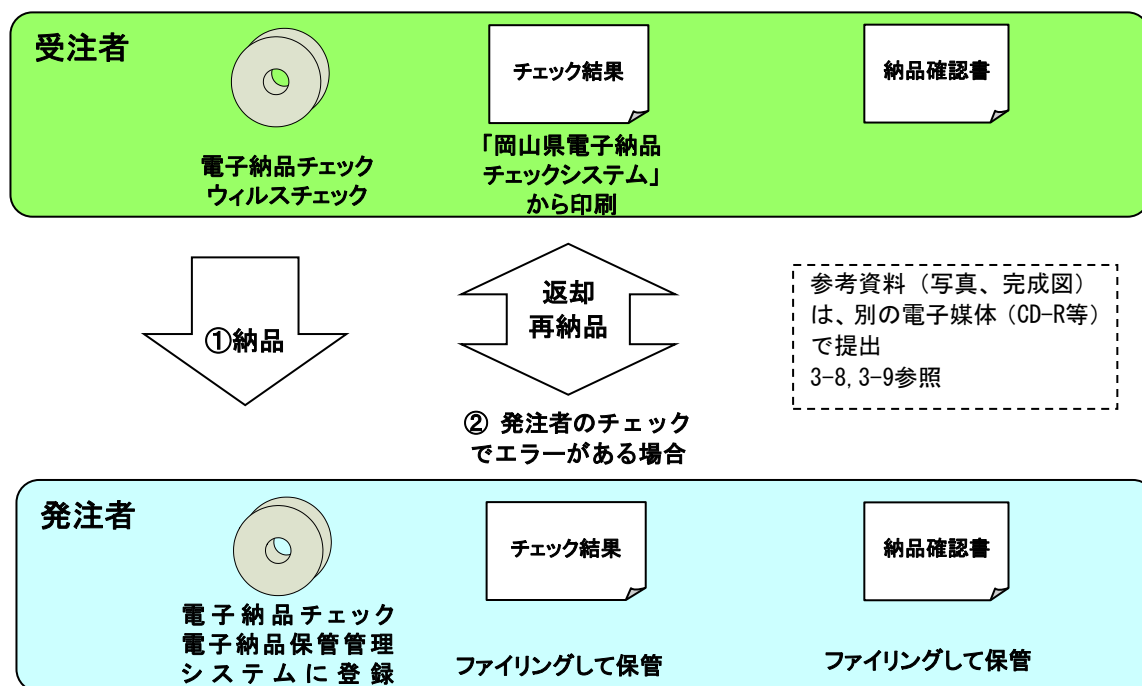 受注者
チェック結果
納品確認書
電子納品チェック
ウィルスチェック
「岡山県電子納品
チェックシステム」
から印刷
①納品
返却
再納品
② 発注者のチェック
でエラーがある場合
参考資料（写真、完成図）
は、別の電子媒体（CD-R等）
で提出
3-8,3-9参照
発注者
チェック結果
納品確認書
電子納品チェック
電子納品保管管理
システムに登録
ファイリングして保管
ファイリングして保管